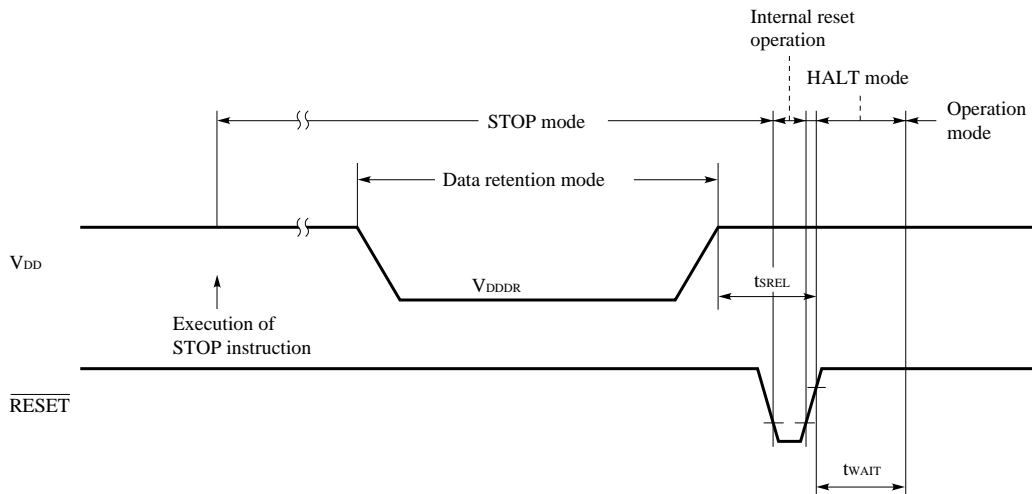 Internal reset
operation
HALT mode
STOP mode
Operation
mode
Data retention mode
VDD
VDDDR
tSREL
Execution of
STOP instruction
RESET
tWAIT